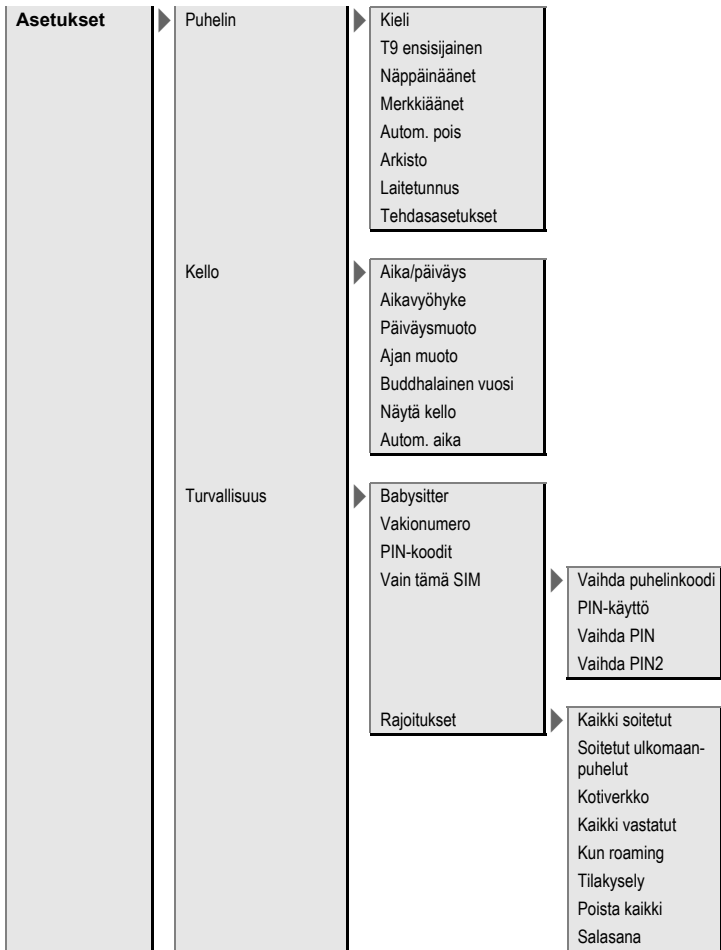 Asetukset
Puhelin
Kieli
T9 ensisijainen
Näppäinäänet
Merkkiäänet
Autom. pois
Arkisto
Laitetunnus
Tehdasasetukset
Kello
Aika/päiväys
Aikavyöhyke
Päiväysmuoto
Ajan muoto
Buddhalainen vuosi
Näytä kello
Autom. aika
Turvallisuus
Babysitter
Vakionumero
PIN-koodit
Vain tämä SIM
Vaihda puhelinkoodi
PIN-käyttö
Vaihda PIN
Vaihda PIN2
Rajoitukset
Kaikki soitetut
Soitetut ulkomaan-
puhelut
Kotiverkko
Kaikki vastatut
Kun roaming
Tilakysely
Poista kaikki
Salasana